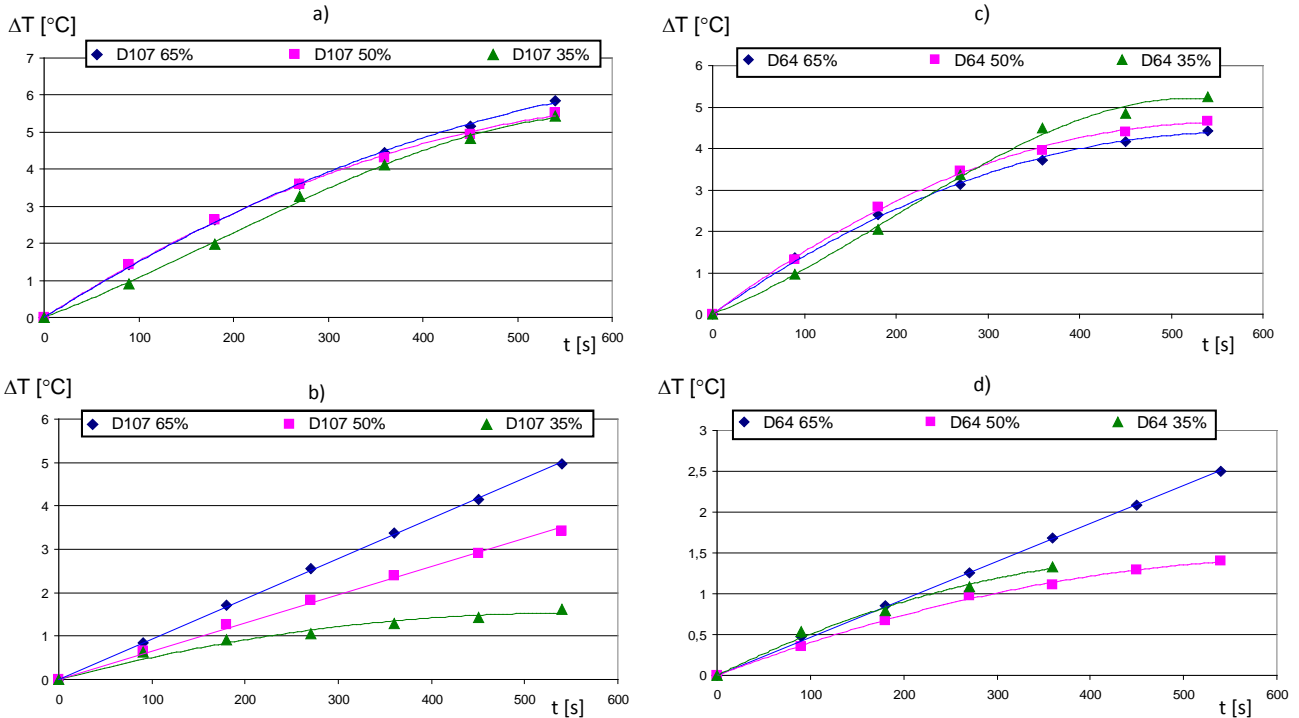 a)
ΔT [°C]
D107 65% D107 50% D107 35%
7
6
5
4
3
2
1
0
0 100 200 300 400 500 600
t [s]
c)
ΔT [°C]
D64 65% D64 50% D64 35%
6
5
4
3
2
1
0
0 100 200 300 400 500 600
t [s]
b)
ΔT [°C]
D107 65% D107 50% D107 35%
6
5
4
3
2
1
0
0 100 200 300 400 500 600
t [s]
d)
ΔT [°C]
D64 65% D64 50% D64 35%
3
2,5
2
1,5
1
0,5
0
0 100 200 300 400 500 600
t [s]